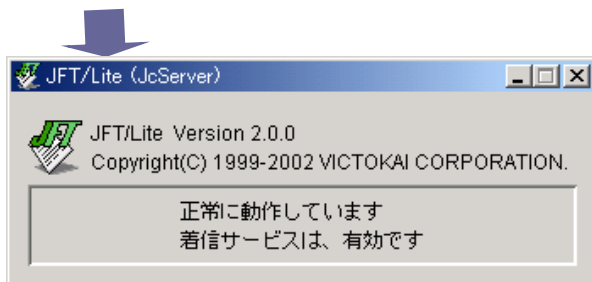 JFT/Lite (JcServer)
JFT
JFT/Lite Version 2.0.0
Copyright(C) 1999-2002 VICTOKAI CORPORATION.
正常に動作しています
着信サービスは、有効です